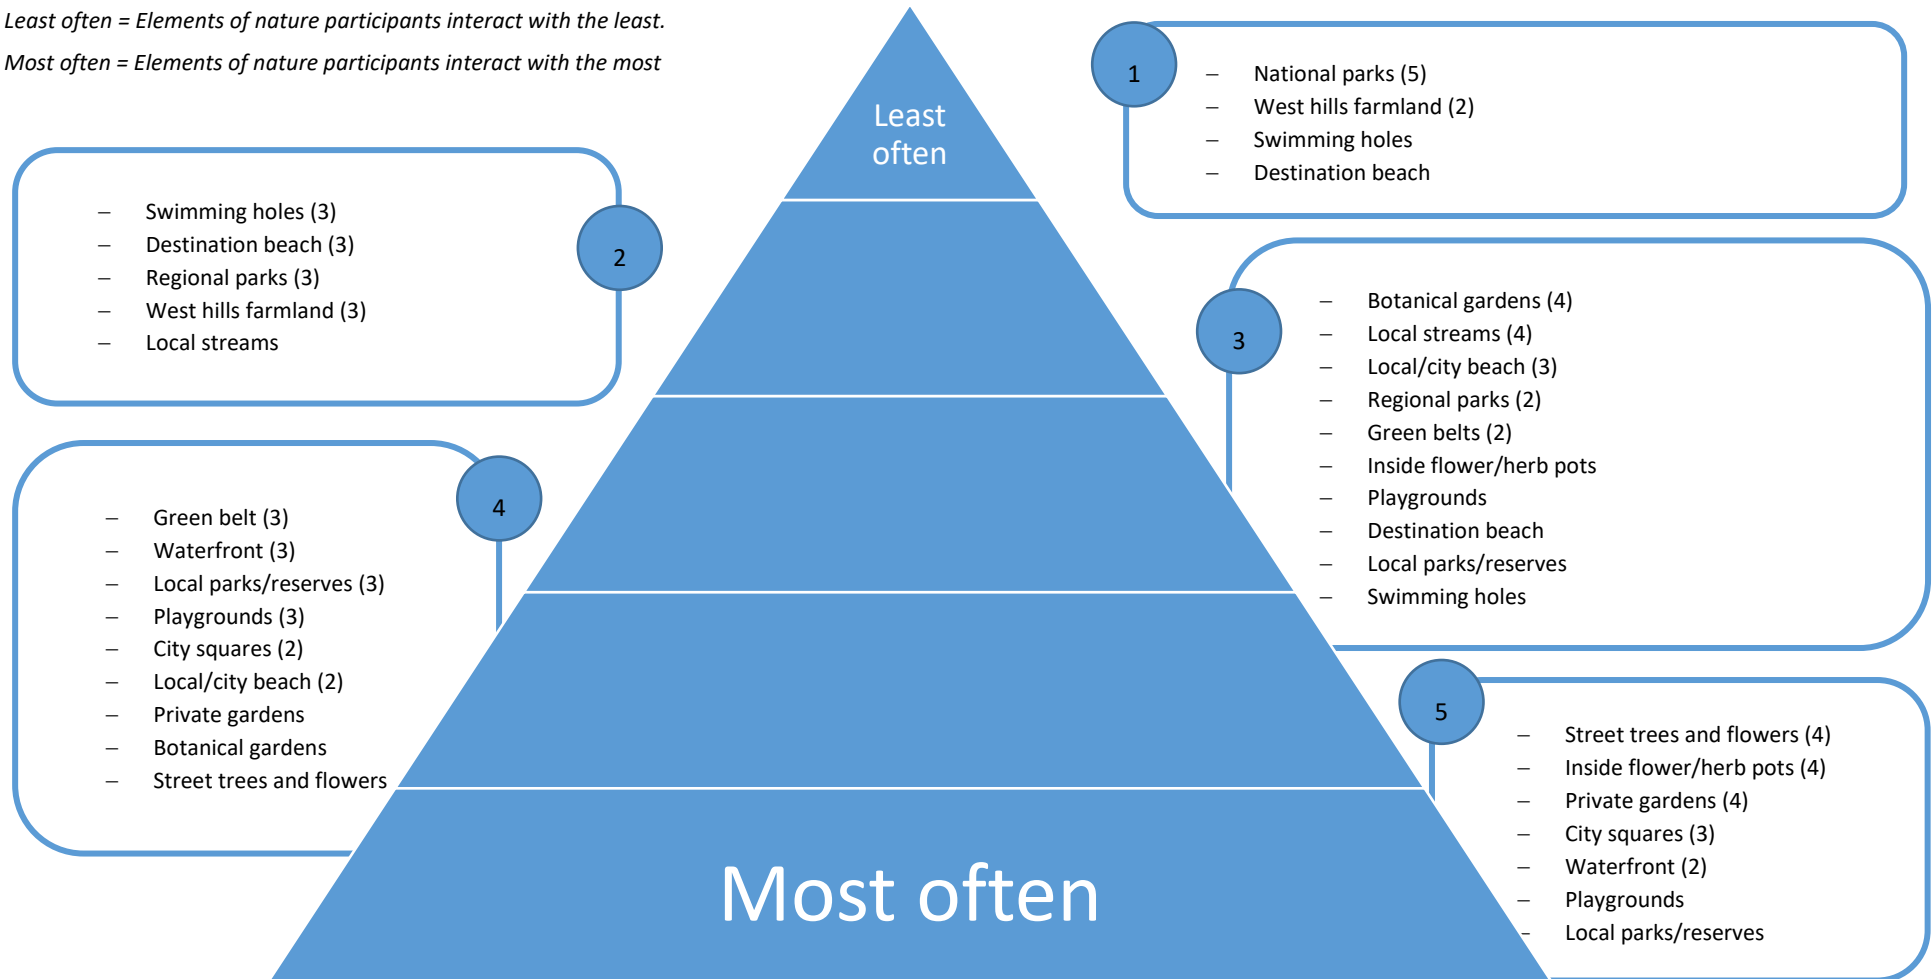 Least often = Elements of nature participants interact with the least.
Most often = Elements of nature participants interact with the most
Least
often
1
– National parks (5)
– West hills farmland (2)
– Swimming holes
– Destination beach
2
– Swimming holes (3)
– Destination beach (3)
– Regional parks (3)
– West hills farmland (3)
– Local streams
3
– Botanical gardens (4)
– Local streams (4)
– Local/city beach (3)
– Regional parks (2)
– Green belts (2)
– Inside flower/herb pots
– Playgrounds
– Destination beach
– Local parks/reserves
– Swimming holes
4
– Green belt (3)
– Waterfront (3)
– Local parks/reserves (3)
– Playgrounds (3)
– City squares (2)
– Local/city beach (2)
– Private gardens
– Botanical gardens
– Street trees and flowers
5
– Street trees and flowers (4)
– Inside flower/herb pots (4)
– Private gardens (4)
– City squares (3)
– Waterfront (2)
– Playgrounds
– Local parks/reserves
Most often